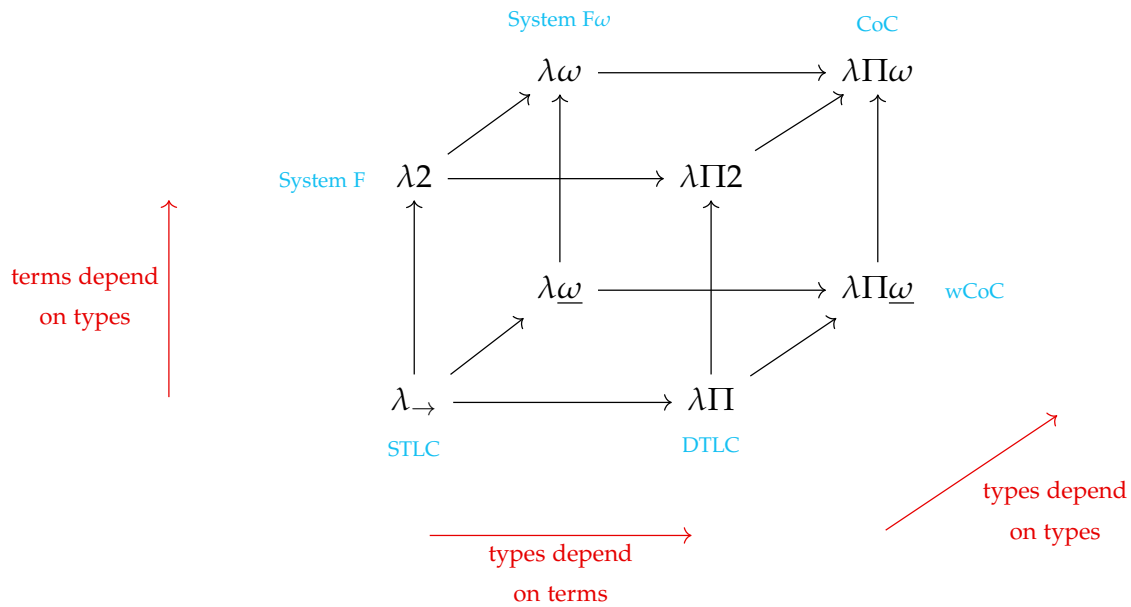 System Fω
CoC
λω
λΠω
System F
λ2
λΠ2
terms depend
on types
λω̲
λΠω̲
wCoC
λ→
λΠ
STLC
DTLC
types depend
on types
types depend
on terms